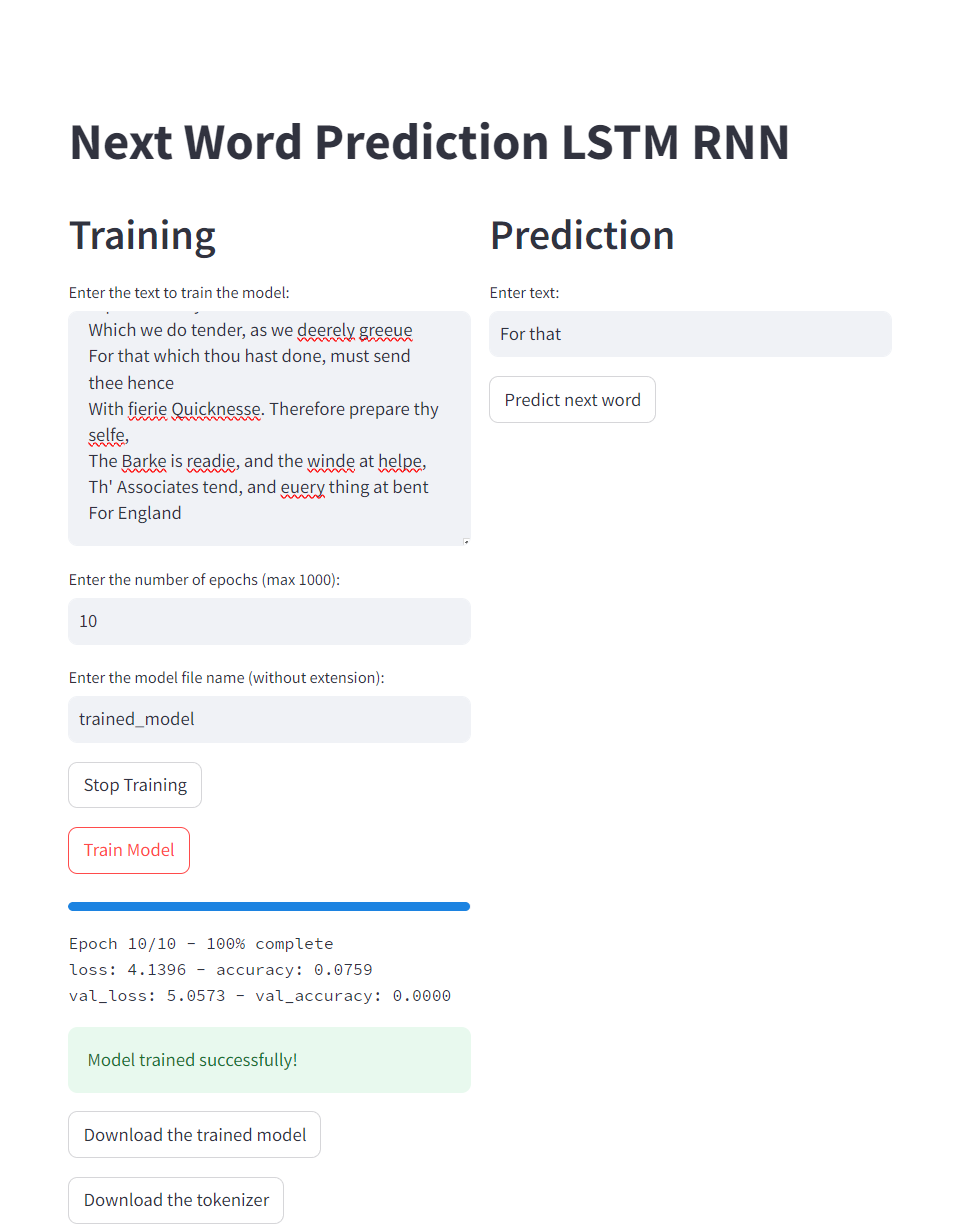 Next Word Prediction LSTM RNN
Training
Enter the text to train the model:
Which we do tender, as we deerely greeue
For that which thou hast done, must send
thee hence
With fierie Quicknesse. Therefore prepare thy
selfe,
The Barke is readie, and the winde at helpe,
Th' Associates tend, and euery thing at bent
For England
Enter the number of epochs (max 1000):
10
Enter the model file name (without extension):
trained_model
Stop Training
Train Model
Epoch 10/10 - 100% complete
loss: 4.1396 - accuracy: 0.0759
val_loss: 5.0573 - val_accuracy: 0.0000
Model trained successfully!
Download the trained model
Download the tokenizer
Prediction
Enter text:
For that
Predict next word